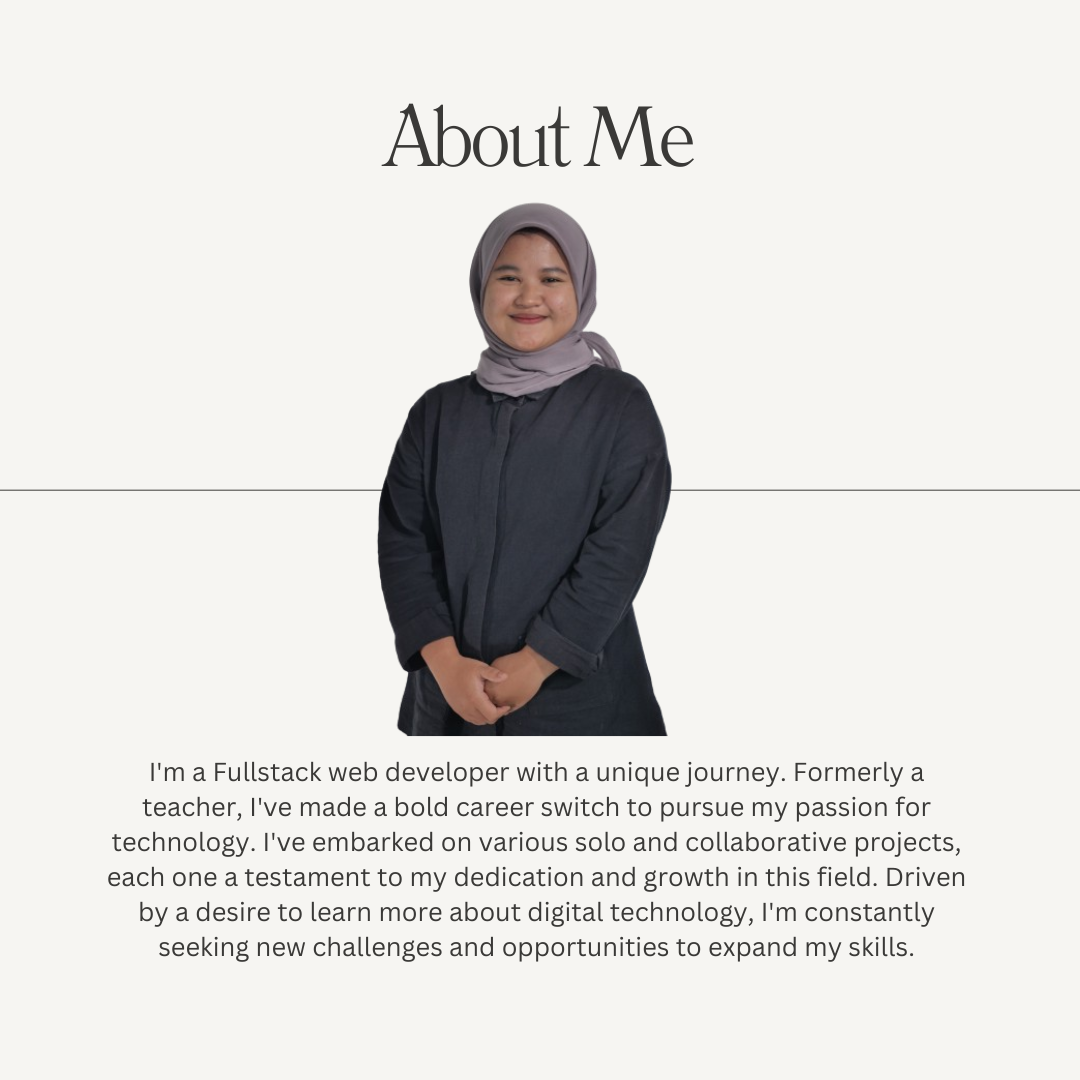 About Me
I'm a Fullstack web developer with a unique journey. Formerly a
teacher, I've made a bold career switch to pursue my passion for
technology. I've embarked on various solo and collaborative projects,
each one a testament to my dedication and growth in this field. Driven
by a desire to learn more about digital technology, I'm constantly
seeking new challenges and opportunities to expand my skills.